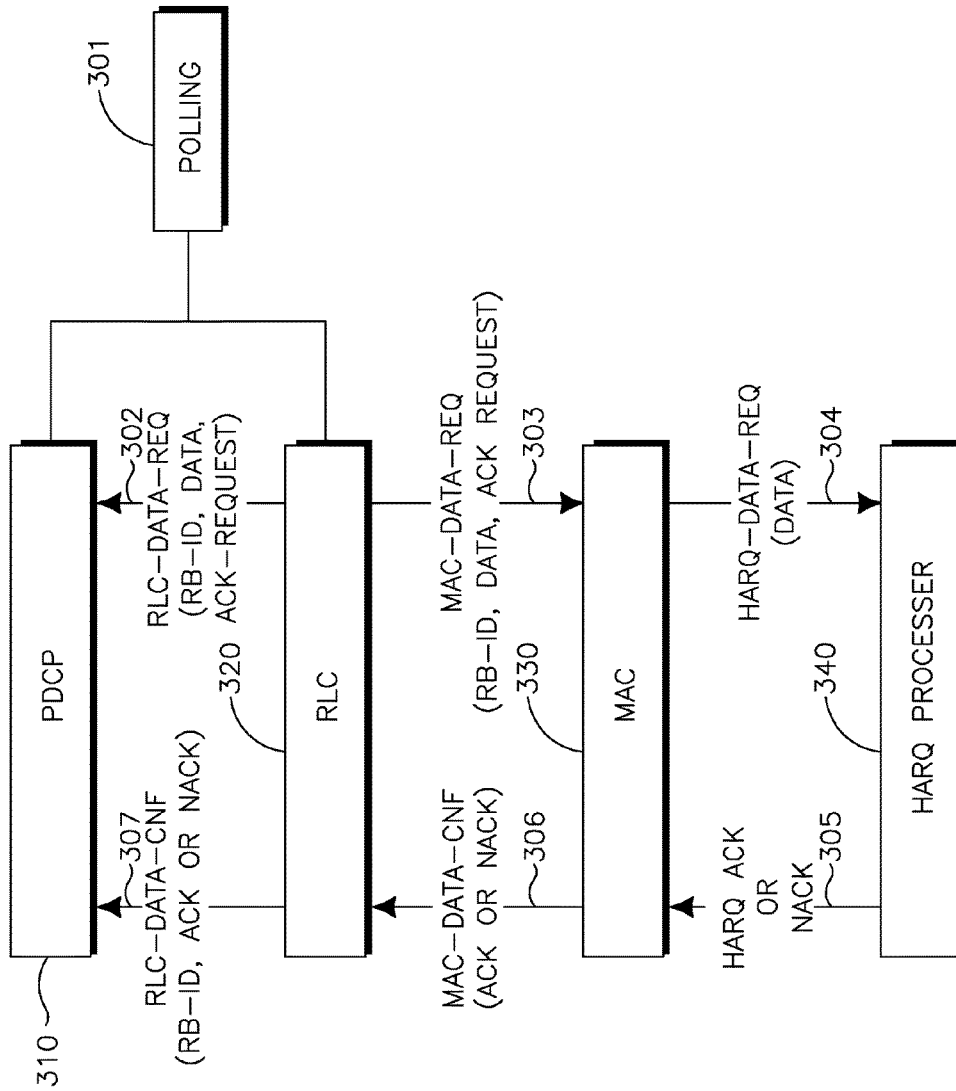 301
POLLING
310
PDCP
307
RLC-DATA-CNF
(RB-ID, ACK OR NACK)
302
RLC-DATA-REQ
(RB-ID, DATA,
ACK-REQUEST)
320
RLC
306
MAC-DATA-CNF
(ACK OR NACK)
MAC-DATA-REQ
(RB-ID, DATA, ACK REQUEST)
303
330
MAC
HARQ ACK
OR
NACK
305
HARQ-DATA-REQ
(DATA)
304
340
HARQ PROCESSER